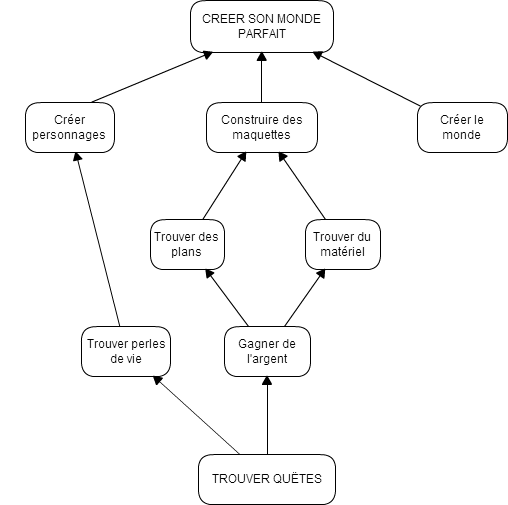 CREER SON MONDE
PARFAIT
Créer
personnages
Construire des
maquettes
Créer le
monde
Trouver des
plans
Trouver du
matériel
Trouver perles
de vie
Gagner de
l'argent
TROUVER QUËTES